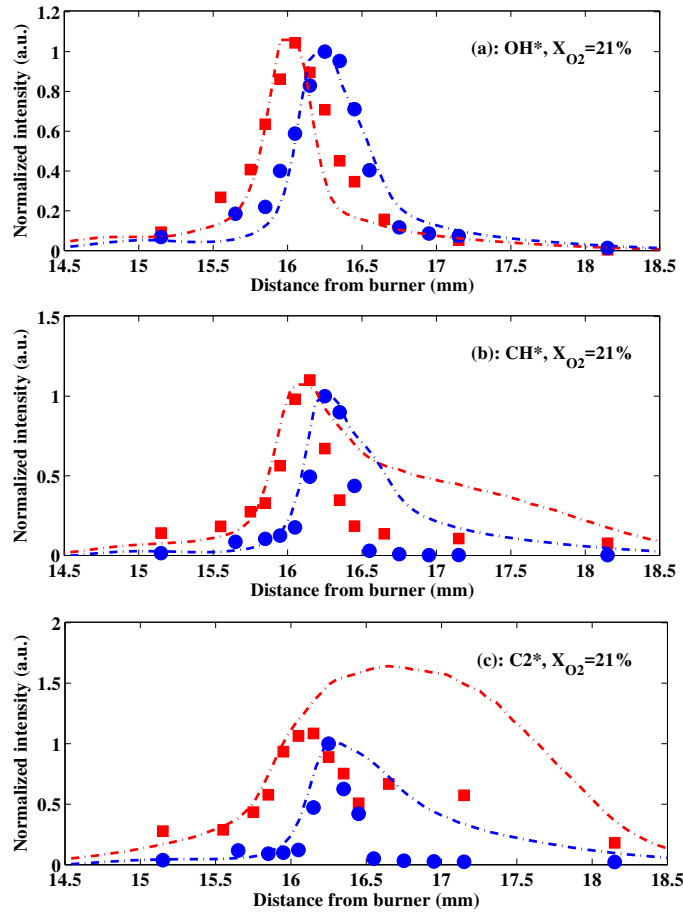 1.2
1
0.8
0.6
0.4
0.2
0
Normalized intensity (a.u.)
(a): OH*, X_O2=21%
14.5 15 15.5 16 16.5 17 17.5 18 18.5
Distance from burner (mm)
1.5
1
0.5
0
Normalized intensity (a.u.)
(b): CH*, X_O2=21%
14.5 15 15.5 16 16.5 17 17.5 18 18.5
Distance from burner (mm)
2
1.5
1
0.5
0
Normalized intensity (a.u.)
(c): C2*, X_O2=21%
14.5 15 15.5 16 16.5 17 17.5 18 18.5
Distance from burner (mm)